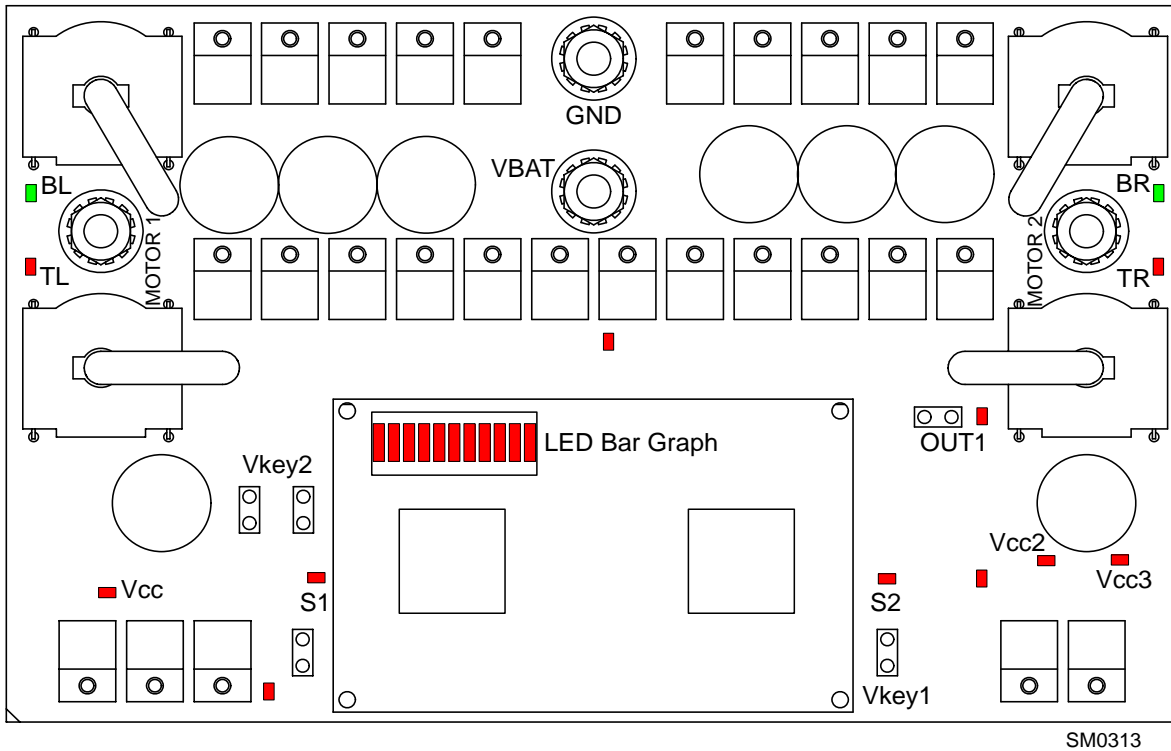 GND
VBAT
BL
BR
MOTOR 1
MOTOR 2
TL
TR
LED Bar Graph
OUT1
Vkey2
Vcc2
Vcc3
Vcc
S1
S2
Vkey1
SM0313